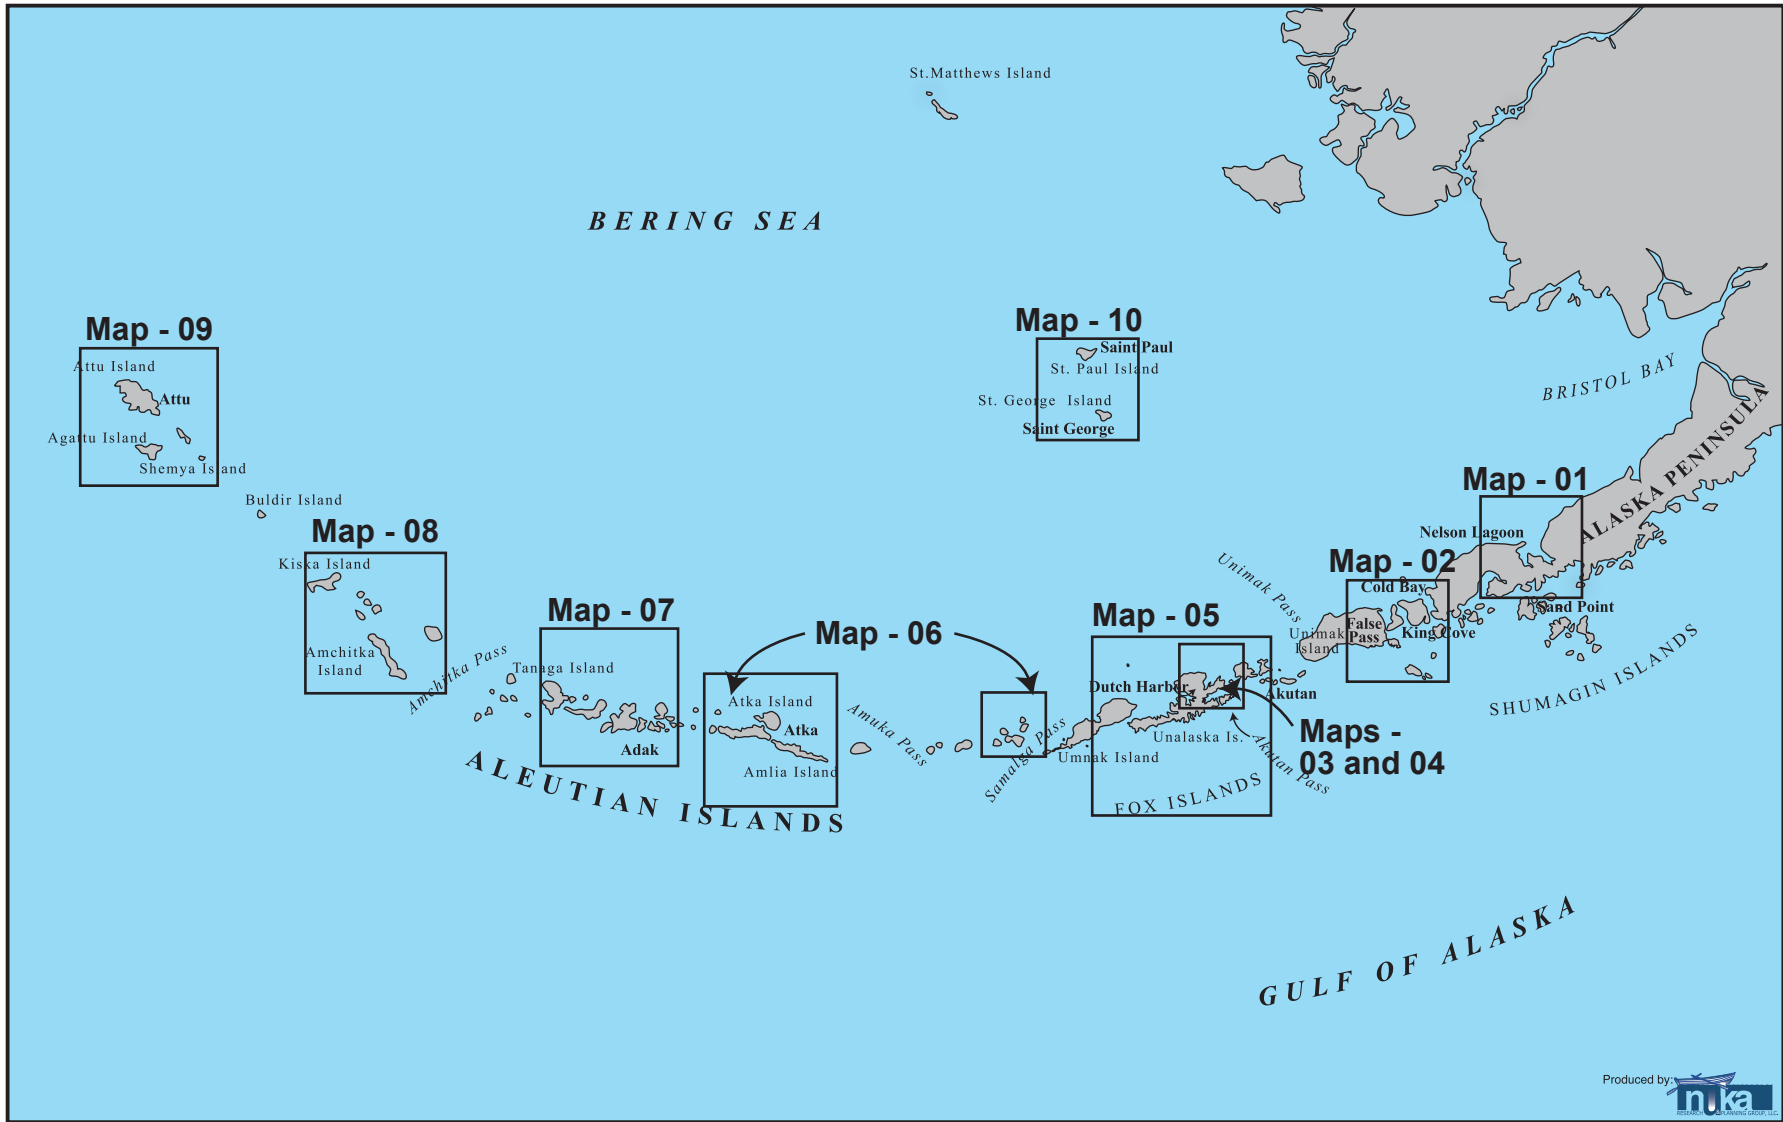 St.Matthews Island
BERING SEA
Map - 09
Attu Island
Attu
Agattu Island
Shemya Island
Buldir Island
Map - 10
Saint Paul
St. Paul Island
St. George Island
Saint George
BRISTOL BAY
ALASKA PENINSULA
Map - 01
Nelson Lagoon
Sand Point
Map - 02
Cold Bay
False
Pass
King Cove
Unimak Pass
Unimak
Island
SHUMAGIN ISLANDS
Map - 08
Kiska Island
Amchitka
Island
Amchitka Pass
Map - 07
Tanaga Island
Adak
Map - 06
Atka Island
Atka
Amlia Island
Amuka Pass
Samalga Pass
Map - 05
Dutch Harbor
Akutan
Unalaska Is.
Umnak Island
Akutan Pass
Maps -
03 and 04
FOX ISLANDS
ALEUTIAN ISLANDS
GULF OF ALASKA
Produced by:
nuka
RESEARCH & PLANNING GROUP, LLC.